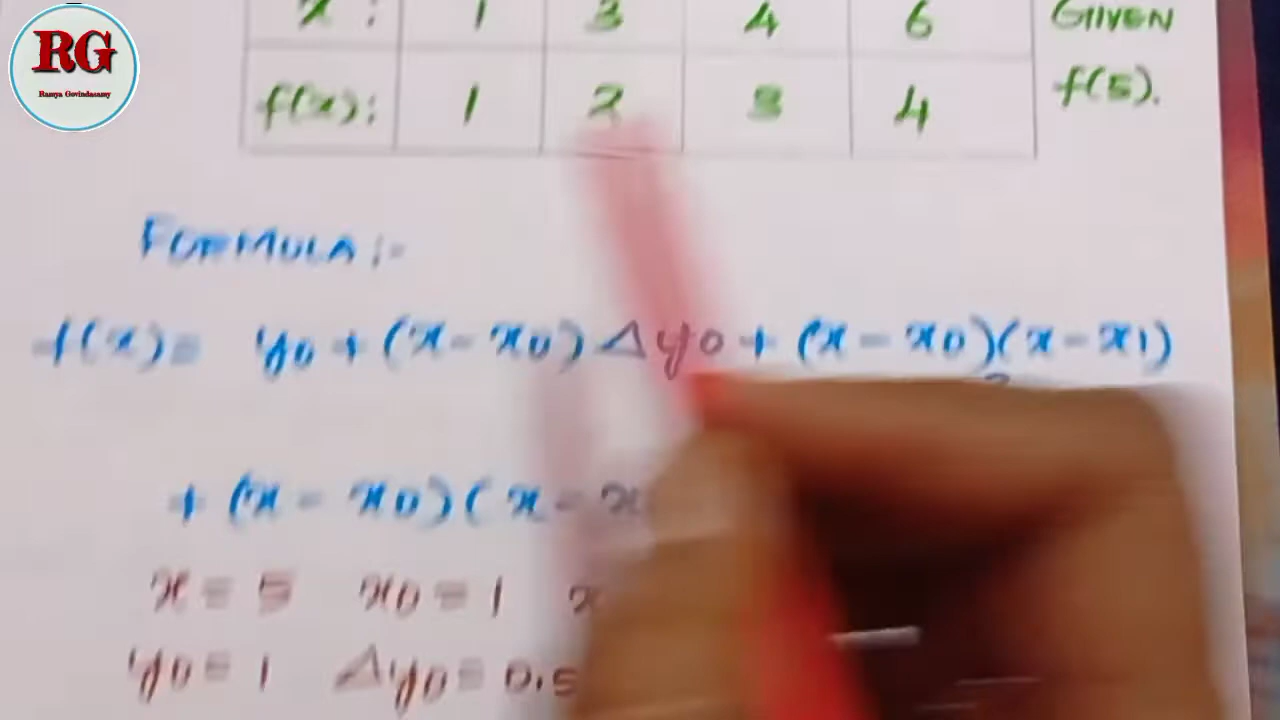 RG
Ramya Govindasamy
x : 1 3 4 6 GIVEN
f(x): 1 2 3 4 f(5).
FORMULA :-
f(x) = y0 + (x - x0) Δy0 + (x - x0)(x - x1)
+ (x - x0)( x - x
x = 5 x0 = 1 x
y0 = 1 Δy0 = 0.5